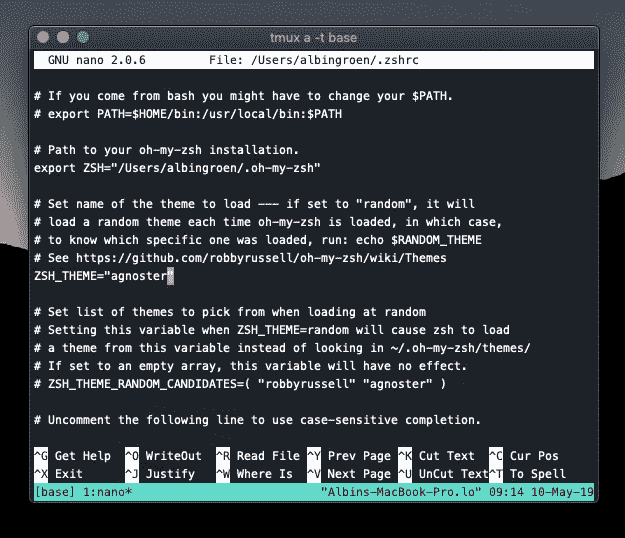 tmux a -t base
GNU nano 2.0.6 File: /Users/albingroen/.zshrc
# If you come from bash you might have to change your $PATH.
# export PATH=$HOME/bin:/usr/local/bin:$PATH
# Path to your oh-my-zsh installation.
export ZSH="/Users/albingroen/.oh-my-zsh"
# Set name of the theme to load --- if set to "random", it will
# load a random theme each time oh-my-zsh is loaded, in which case,
# to know which specific one was loaded, run: echo $RANDOM_THEME
# See https://github.com/robbyrussell/oh-my-zsh/wiki/Themes
ZSH_THEME="agnoster"
# Set list of themes to pick from when loading at random
# Setting this variable when ZSH_THEME=random will cause zsh to load
# a theme from this variable instead of looking in ~/.oh-my-zsh/themes/
# If set to an empty array, this variable will have no effect.
# ZSH_THEME_RANDOM_CANDIDATES=( "robbyrussell" "agnoster" )
# Uncomment the following line to use case-sensitive completion.
^G Get Help ^O WriteOut ^R Read File ^Y Prev Page ^K Cut Text ^C Cur Pos
^X Exit ^J Justify ^W Where Is ^V Next Page ^U UnCut Text ^T To Spell
[base] 1:nano* "Albins-MacBook-Pro.lo" 09:14 10-May-19